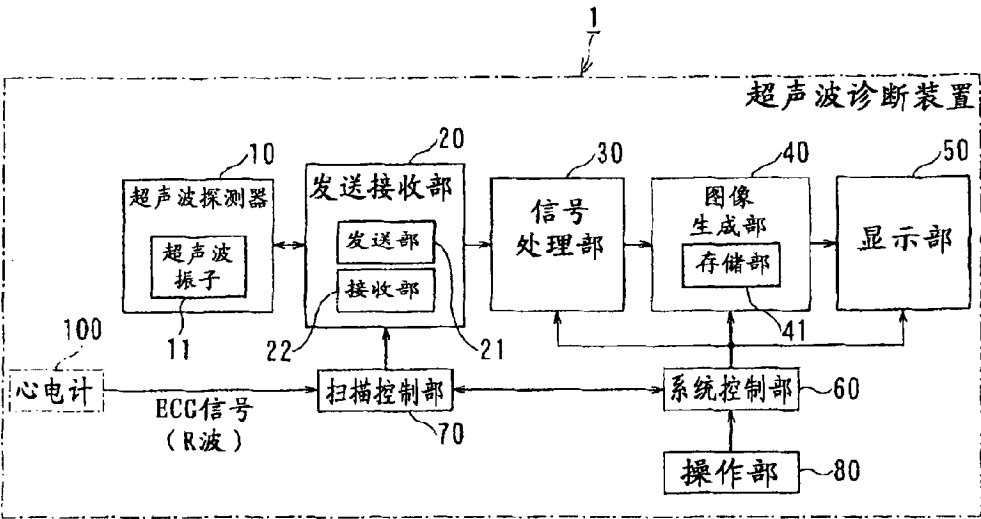 1
超声波诊断装置
10
20
30
40
50
超声波探测器
超声波
振子
11
发送接收部
发送部
接收部
22
21
信号
处理部
图像
生成部
存储部
41
显示部
100
心电计
ECG信号
(R波)
扫描控制部
70
系统控制部
60
操作部
80